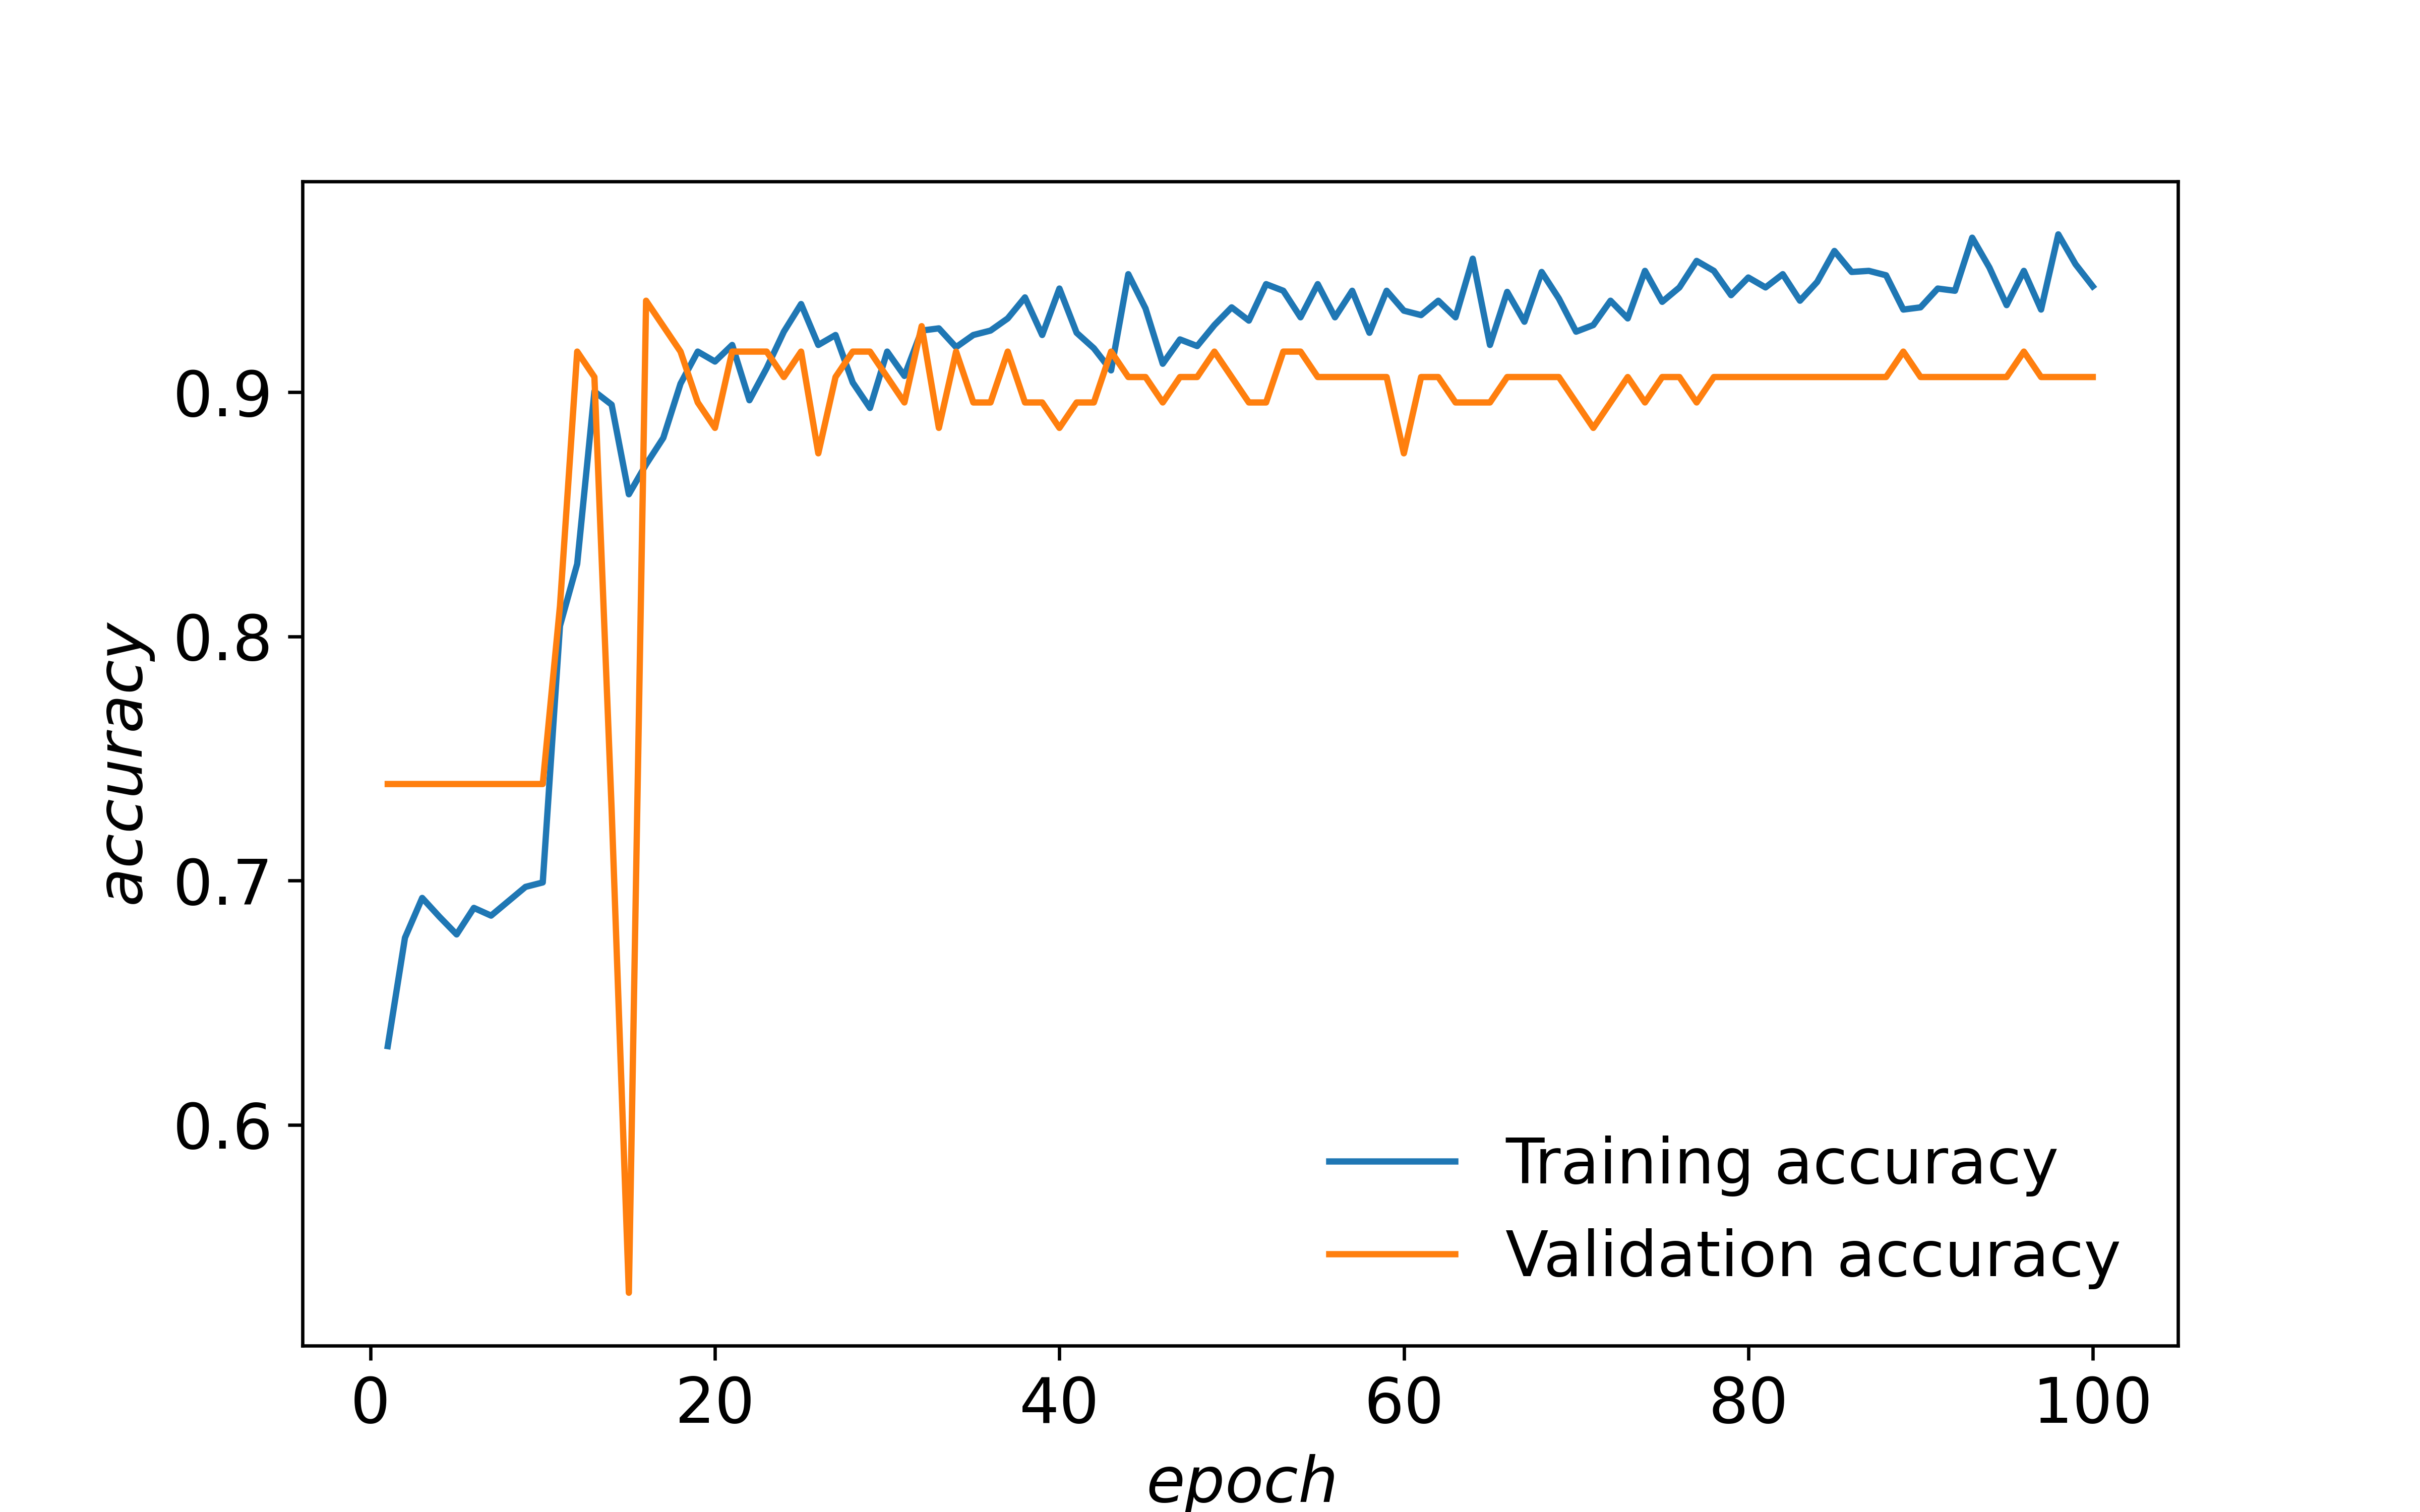 0.9
0.8
0.7
0.6
accuracy
Training accuracy
Validation accuracy
0 20 40 60 80 100
epoch